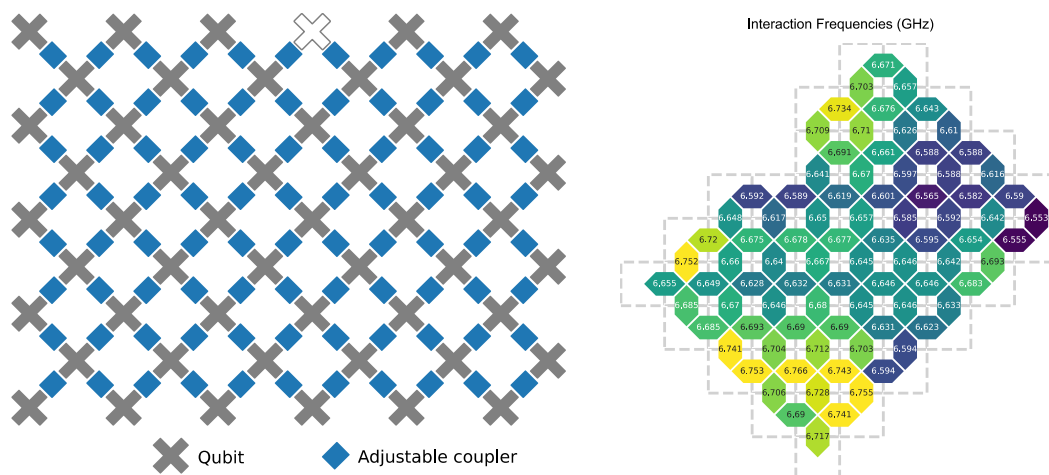 Interaction Frequencies (GHz)
6.671
6.703 6.657
6.734 6.676 6.643
6.709 6.71 6.626 6.61
6.691 6.661 6.588 6.588
6.641 6.67 6.597 6.588 6.616
6.592 6.589 6.619 6.601 6.565 6.582 6.59
6.648 6.617 6.65 6.657 6.585 6.592 6.642 6.553
6.72 6.675 6.678 6.677 6.635 6.595 6.654 6.555
6.752 6.66 6.64 6.667 6.645 6.646 6.642 6.693
6.655 6.649 6.628 6.632 6.631 6.646 6.646 6.683
6.685 6.67 6.646 6.68 6.645 6.646 6.633
6.685 6.693 6.69 6.69 6.631 6.623
6.741 6.704 6.712 6.703 6.594
6.753 6.766 6.743 6.594
6.706 6.728 6.755
6.69 6.741
6.717
Qubit
Adjustable coupler